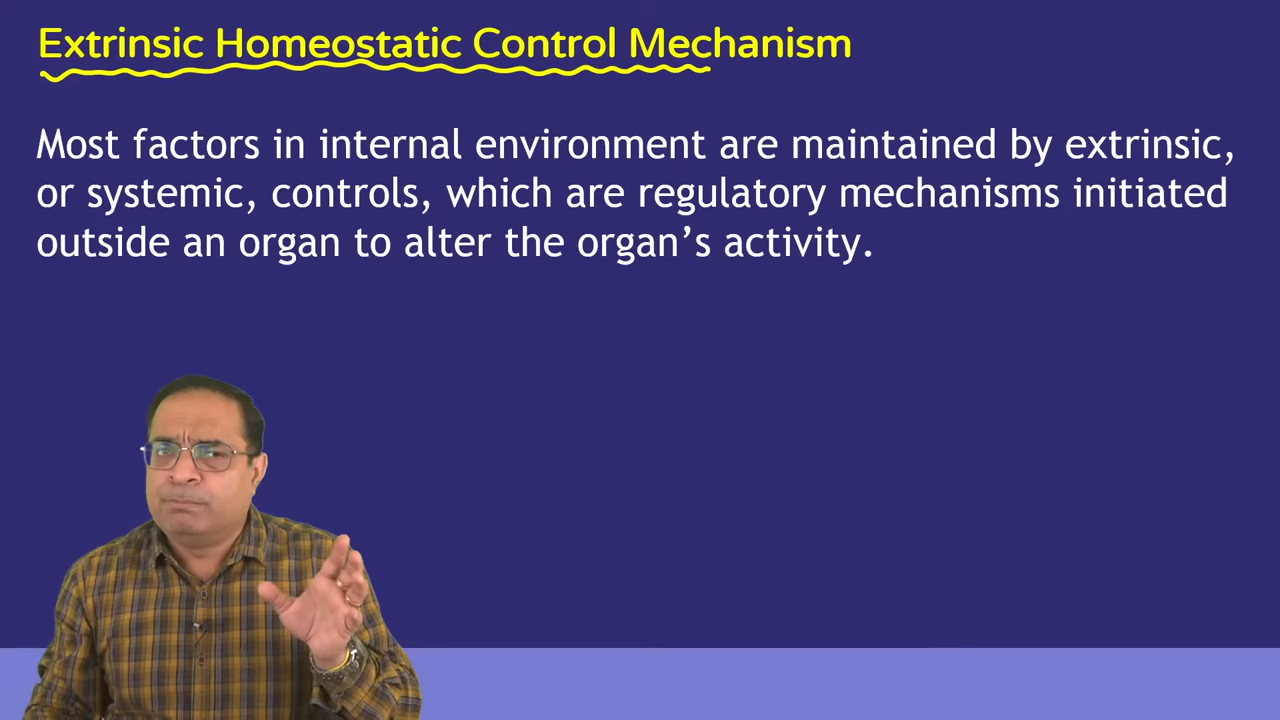 Extrinsic Homeostatic Control Mechanism
Most factors in internal environment are maintained by extrinsic,
or systemic, controls, which are regulatory mechanisms initiated
outside an organ to alter the organ’s activity.